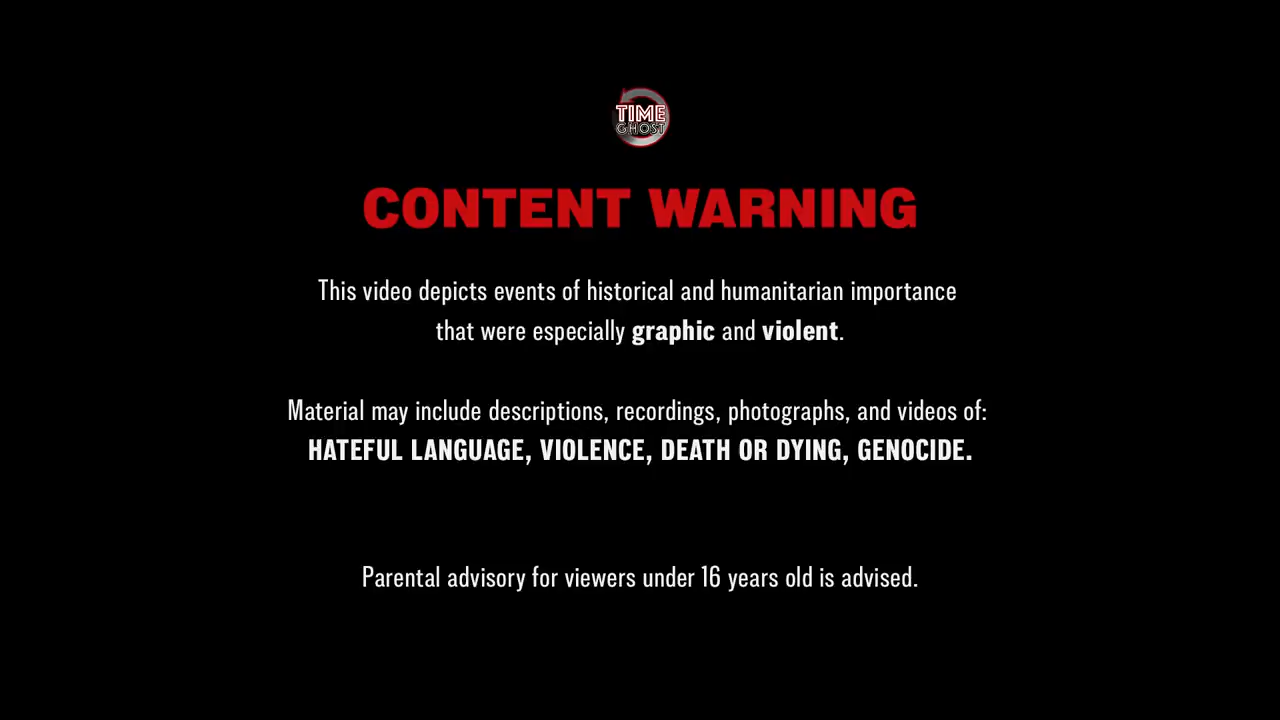 TIME
GHOST
CONTENT WARNING
This video depicts events of historical and humanitarian importance
that were especially graphic and violent.
Material may include descriptions, recordings, photographs, and videos of:
HATEFUL LANGUAGE, VIOLENCE, DEATH OR DYING, GENOCIDE.
Parental advisory for viewers under 16 years old is advised.